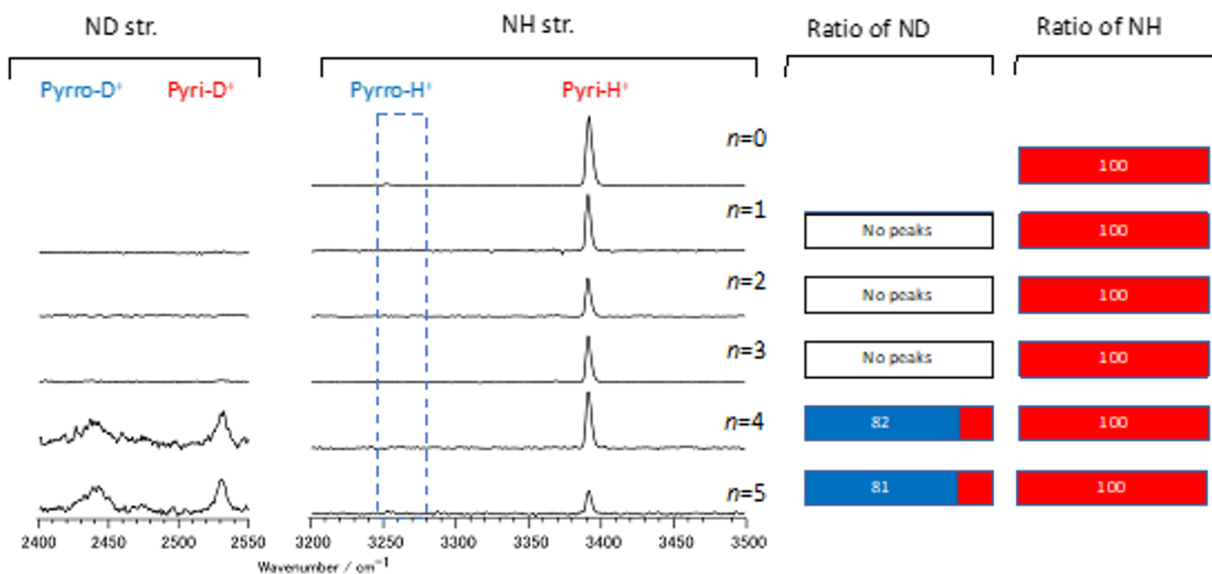 ND str.
NH str.
Ratio of ND
Ratio of NH
Pyrro-D⁺
Pyri-D⁺
Pyrro-H⁺
Pyri-H⁺
n=0
100
n=1
No peaks
100
n=2
No peaks
100
n=3
No peaks
100
n=4
82
100
n=5
81
100
2400
2450
2500
2550
3200
3250
3300
3350
3400
3450
3500
Wavenumber / cm⁻¹